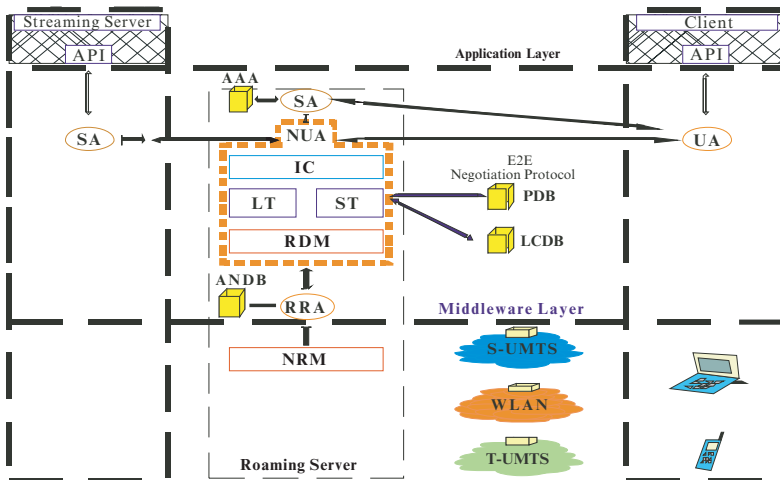 Streaming Server
API
Client
API
Application Layer
AAA
SA
SA
NUA
UA
IC
E2E
Negotiation Protocol
LT
ST
PDB
RDM
LCDB
ANDB
RRA
Middleware Layer
NRM
S-UMTS
WLAN
T-UMTS
Roaming Server